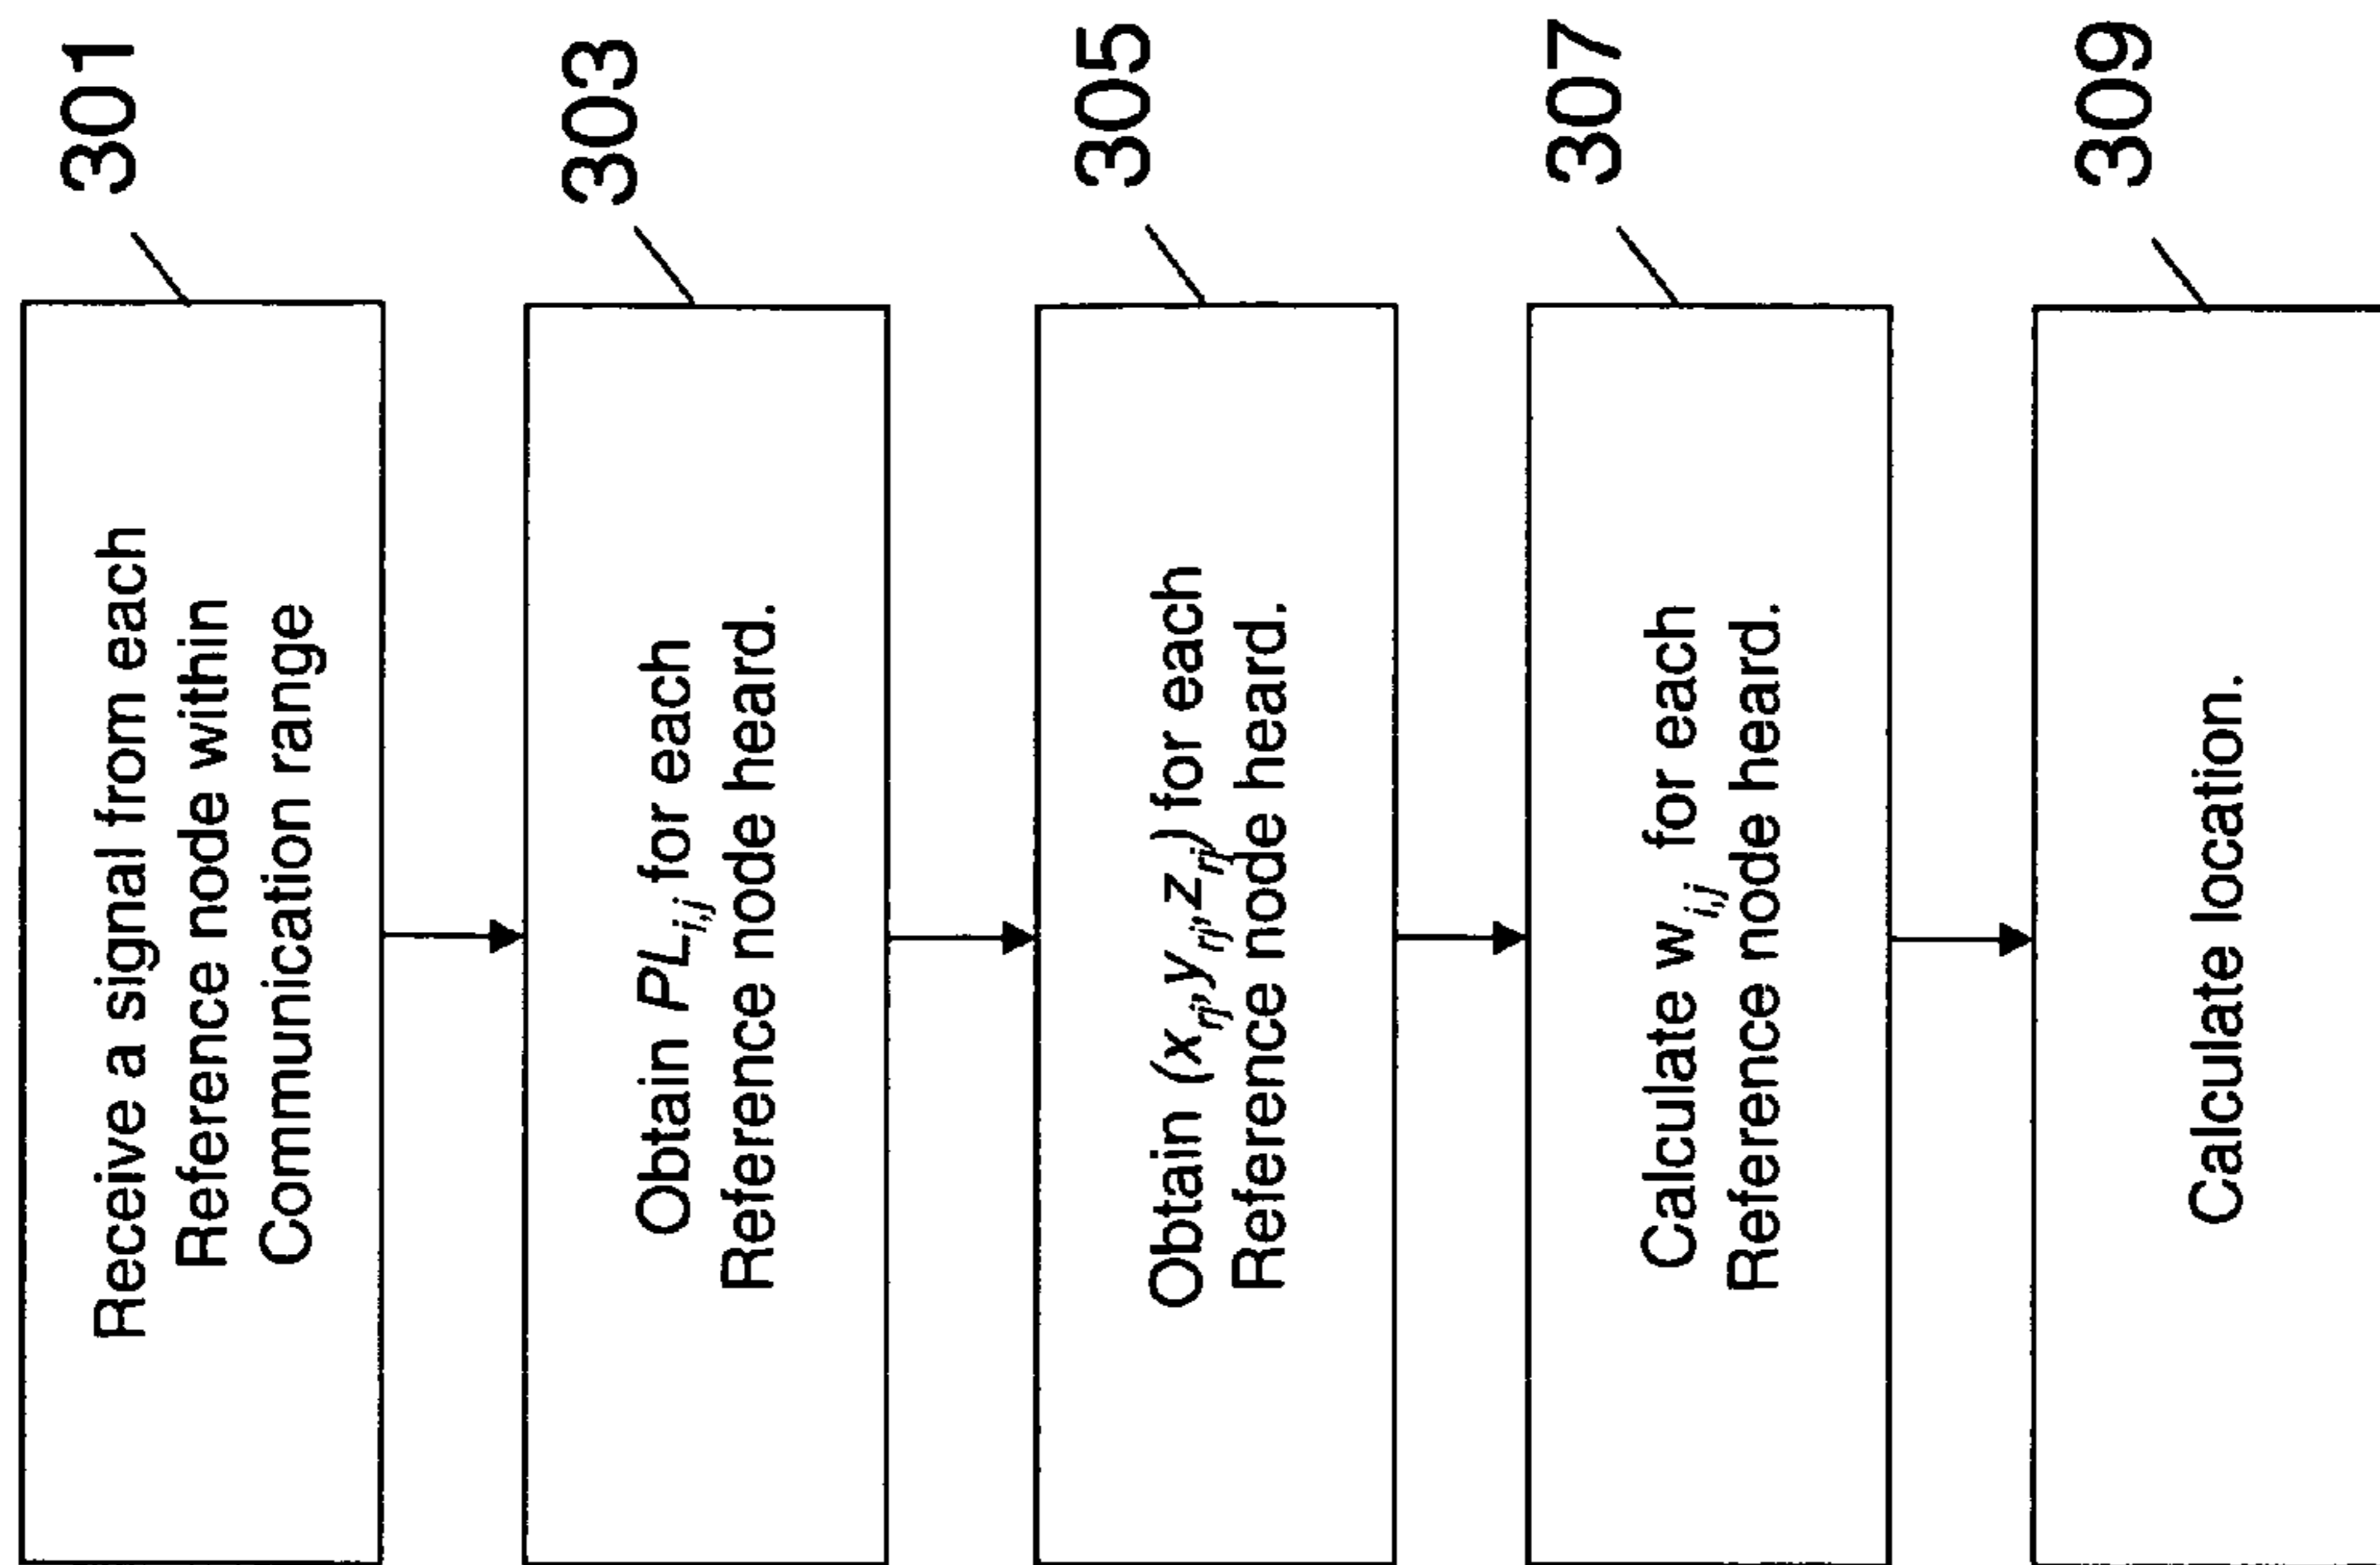 301
Receive a signal from each
Reference node within
Communication range
303
Obtain PLi,j for each
Reference node heard.
305
Obtain (xrj,yrj,zrj) for each
Reference node heard.
307
Calculate wi,j for each
Reference node heard.
309
Calculate location.